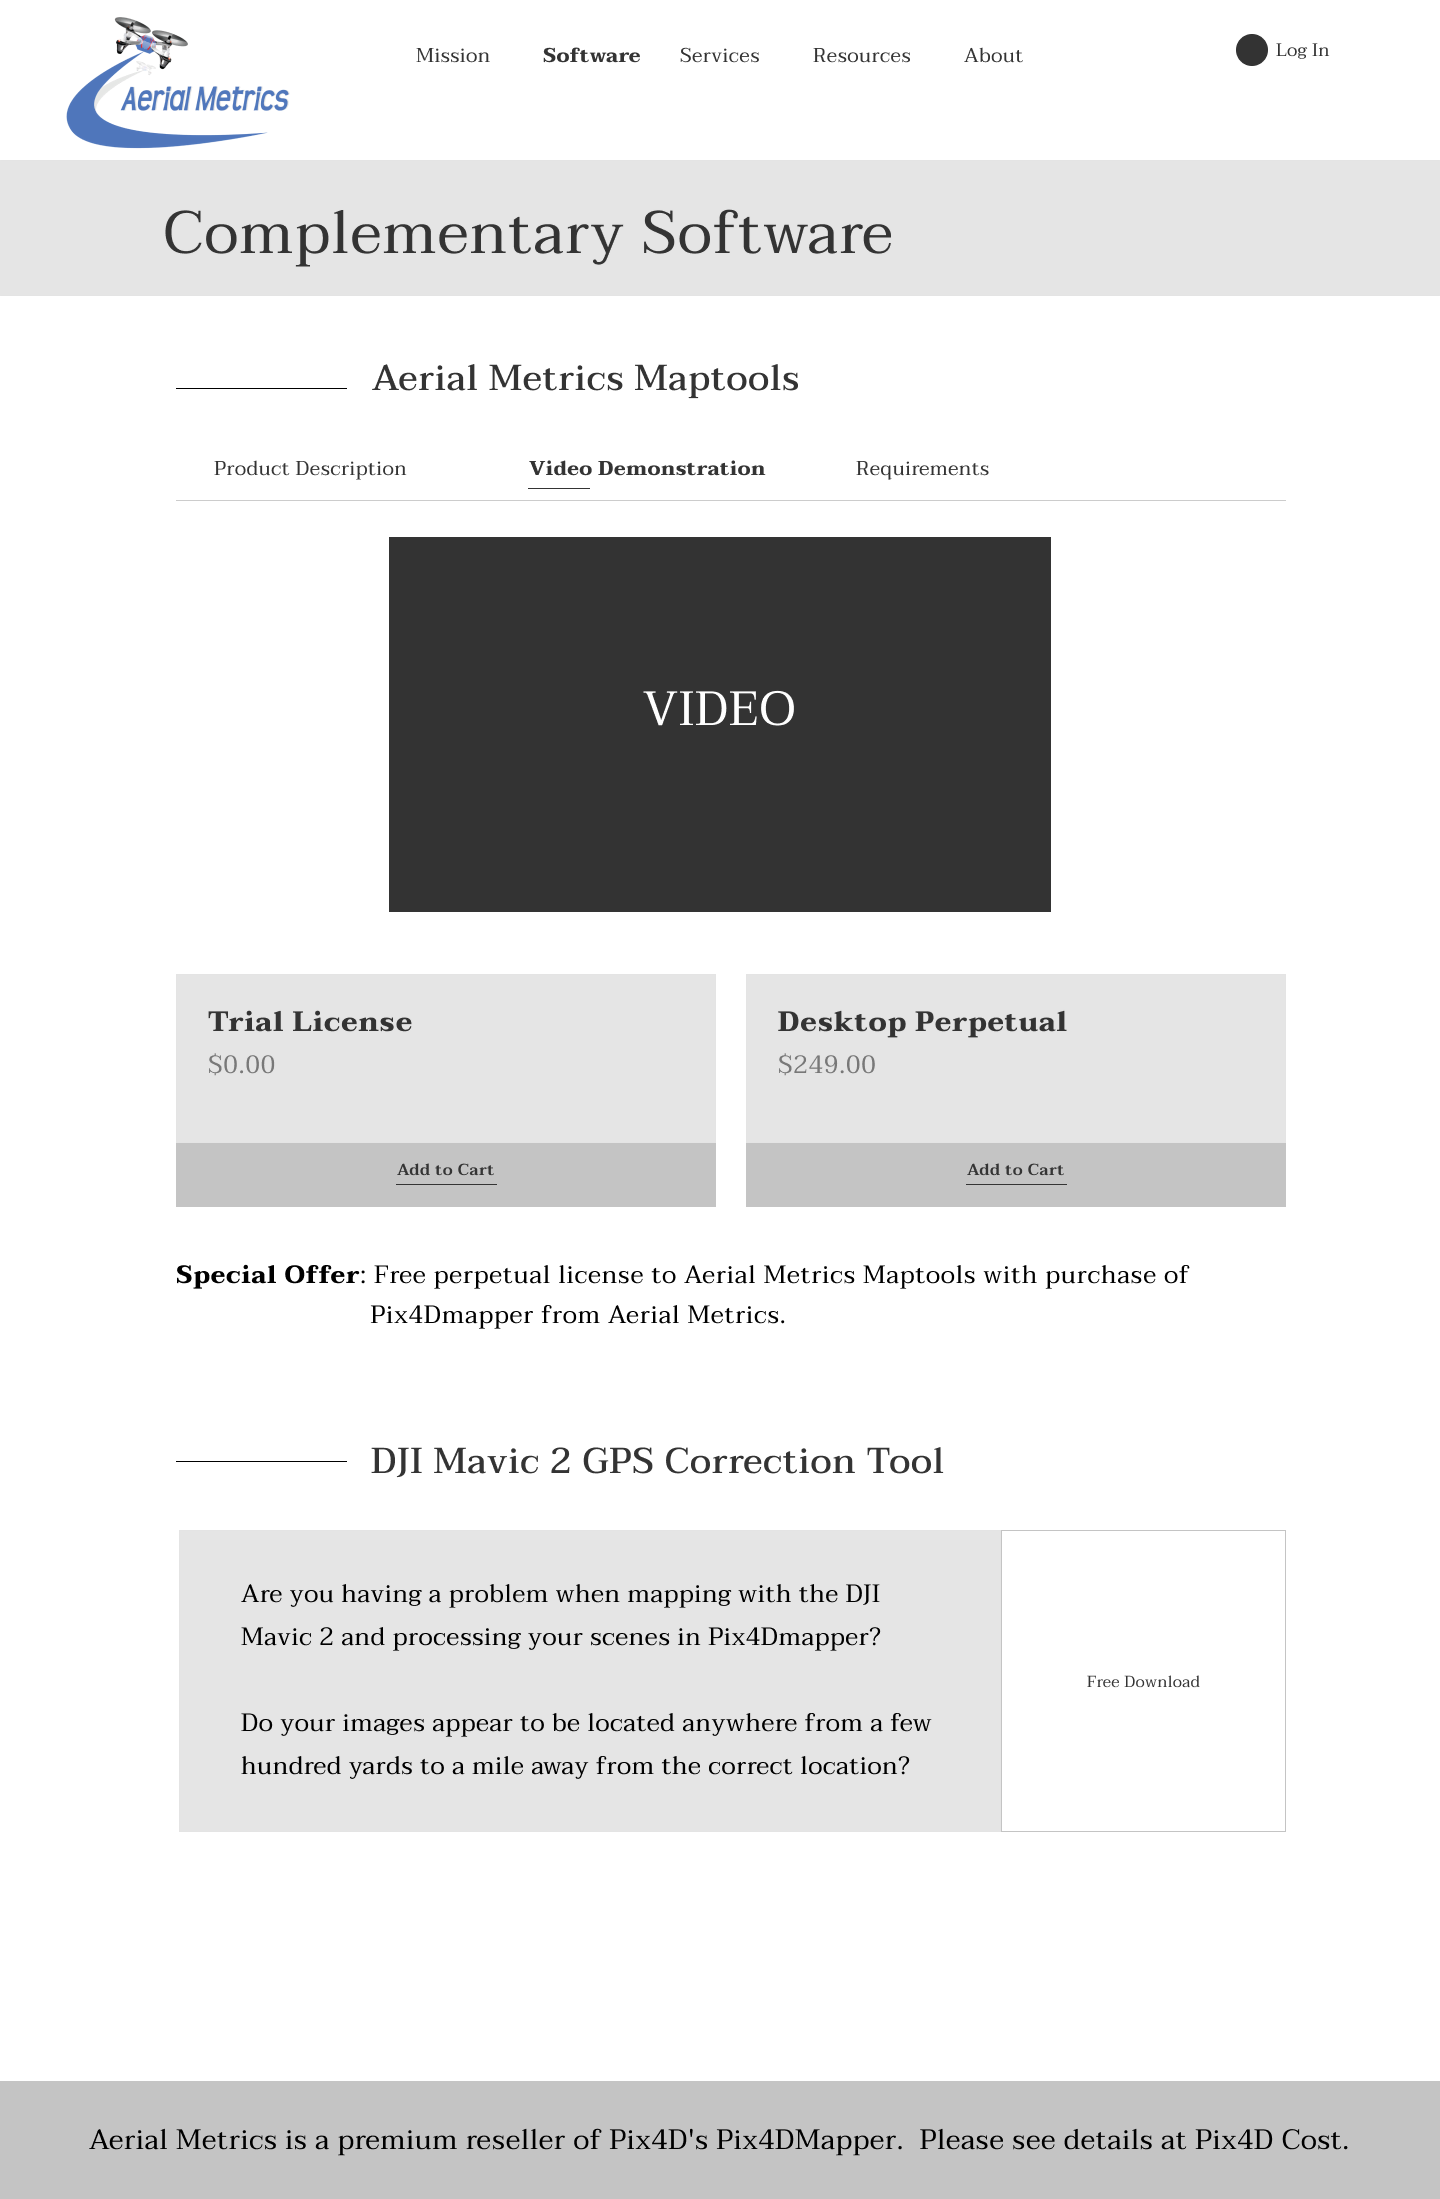 Aerial Metrics
Mission Software Services Resources About
Log In
Complementary Software
Aerial Metrics Maptools
Product Description Video Demonstration Requirements
VIDEO
Trial License
$0.00
Add to Cart
Desktop Perpetual
$249.00
Add to Cart
Special Offer: Free perpetual license to Aerial Metrics Maptools with purchase of
Pix4Dmapper from Aerial Metrics.
DJI Mavic 2 GPS Correction Tool
Are you having a problem when mapping with the DJI
Mavic 2 and processing your scenes in Pix4Dmapper?
Do your images appear to be located anywhere from a few
hundred yards to a mile away from the correct location?
Free Download
Aerial Metrics is a premium reseller of Pix4D's Pix4DMapper.  Please see details at Pix4D Cost.